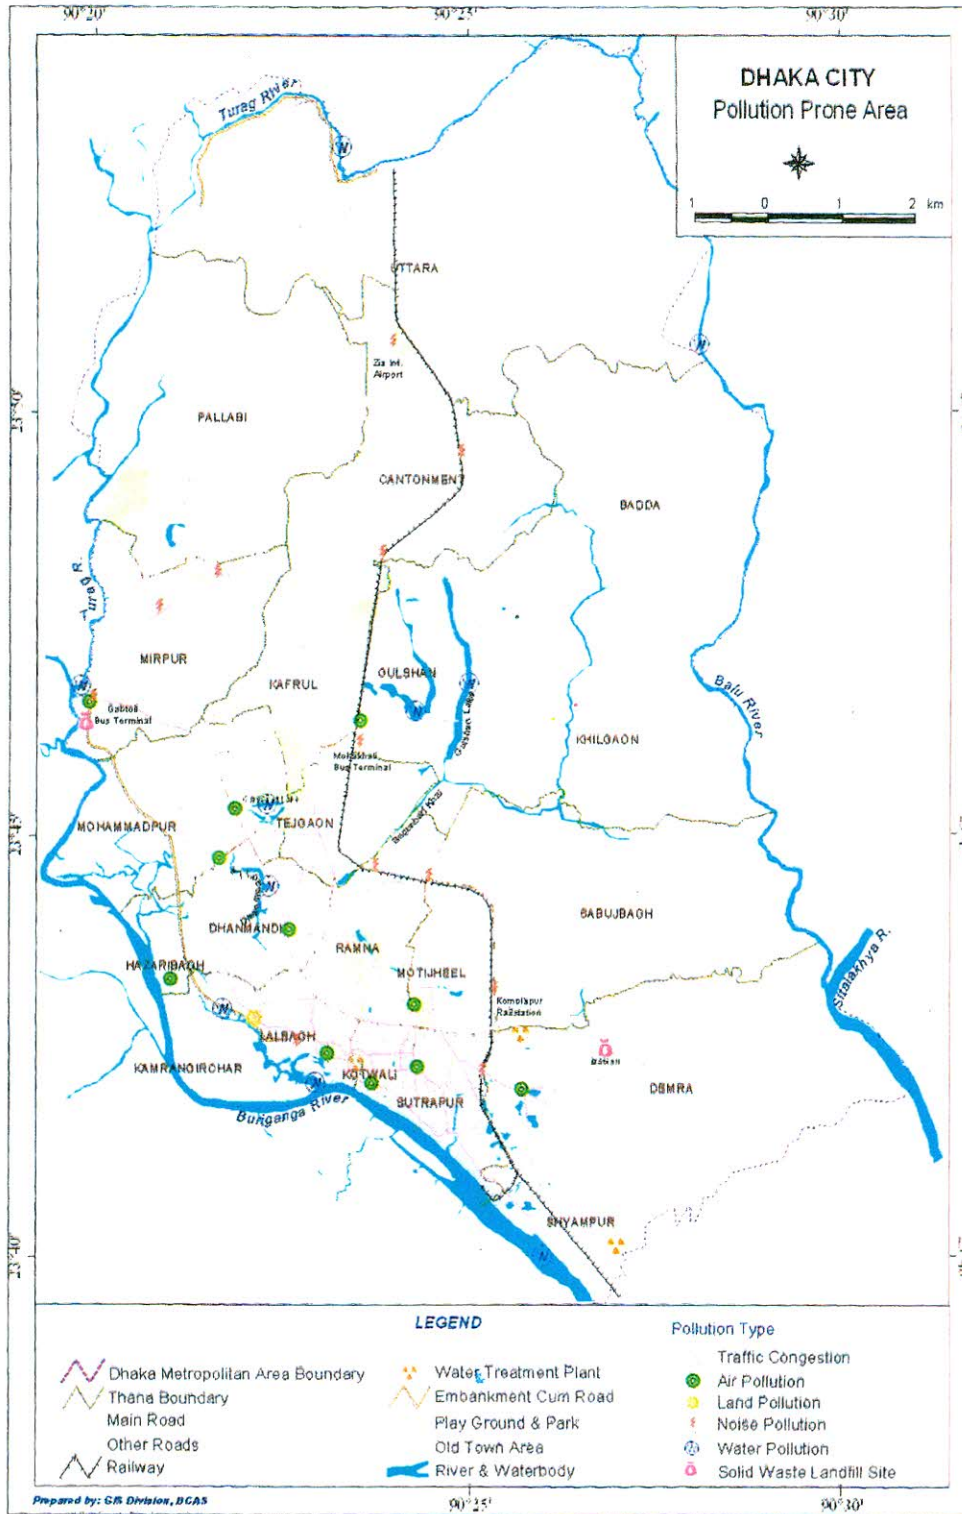 90°20'
90°25'
90°30'
DHAKA CITY
Pollution Prone Area
1 0 1 2 km
Turag River
UTTARA
Zia Int.
Airport
23°50'
PALLABI
CANTONMENT
BADDA
Turag R.
MIRPUR
KAFRUL
GULSHAN
Gulshan Lake
Balu River
Gabtoli
Bus Terminal
Mohakhali
Bus Terminal
KHILGAON
23°45'
MOHAMMADPUR
TEJGAON
Begunbari Khal
DHANMANDI
RAMNA
SABUJBAGH
HAZARIBAGH
MOTIJHEEL
Sitalakhya R.
Komolapur
Railstation
LALBAGH
KAMRANGIRCHAR
KOTWALI
SUTRAPUR
DEMRA
Buriganga River
SHYAMPUR
23°40'
LEGEND
Dhaka Metropolitan Area Boundary
Thana Boundary
Main Road
Other Roads
Railway
Water Treatment Plant
Embankment Cum Road
Play Ground & Park
Old Town Area
River & Waterbody
Pollution Type
Traffic Congestion
Air Pollution
Land Pollution
Noise Pollution
Water Pollution
Solid Waste Landfill Site
Prepared by: GIS Division, BCAS
90°25'
90°30'